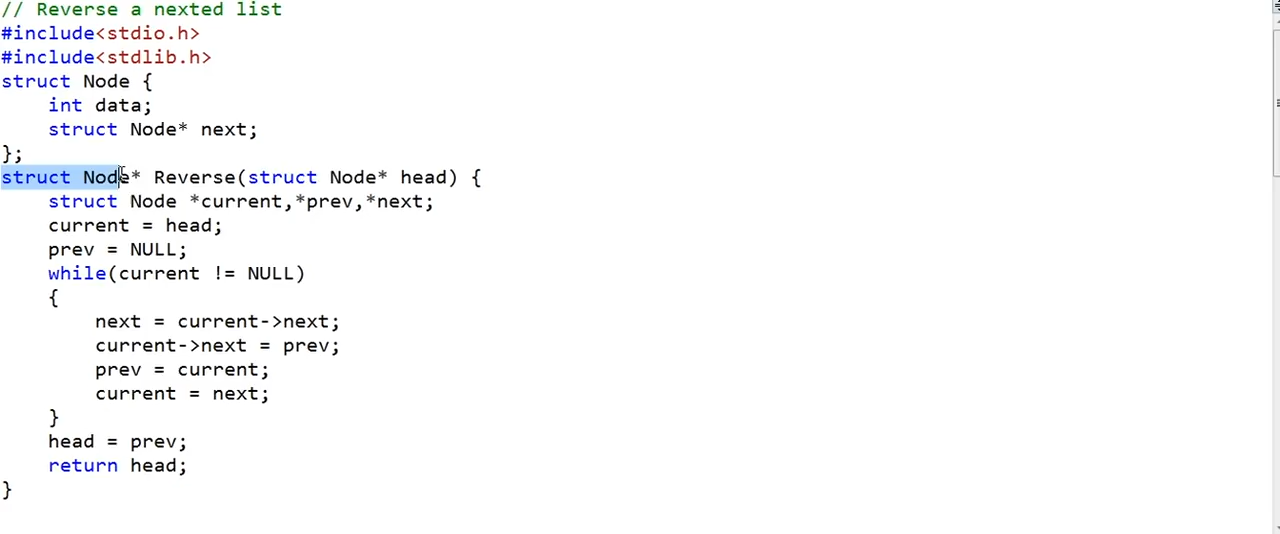 // Reverse a nexted list
#include<stdio.h>
#include<stdlib.h>
struct Node {
    int data;
    struct Node* next;
};
struct Node* Reverse(struct Node* head) {
    struct Node *current,*prev,*next;
    current = head;
    prev = NULL;
    while(current != NULL)
    {
        next = current->next;
        current->next = prev;
        prev = current;
        current = next;
    }
    head = prev;
    return head;
}